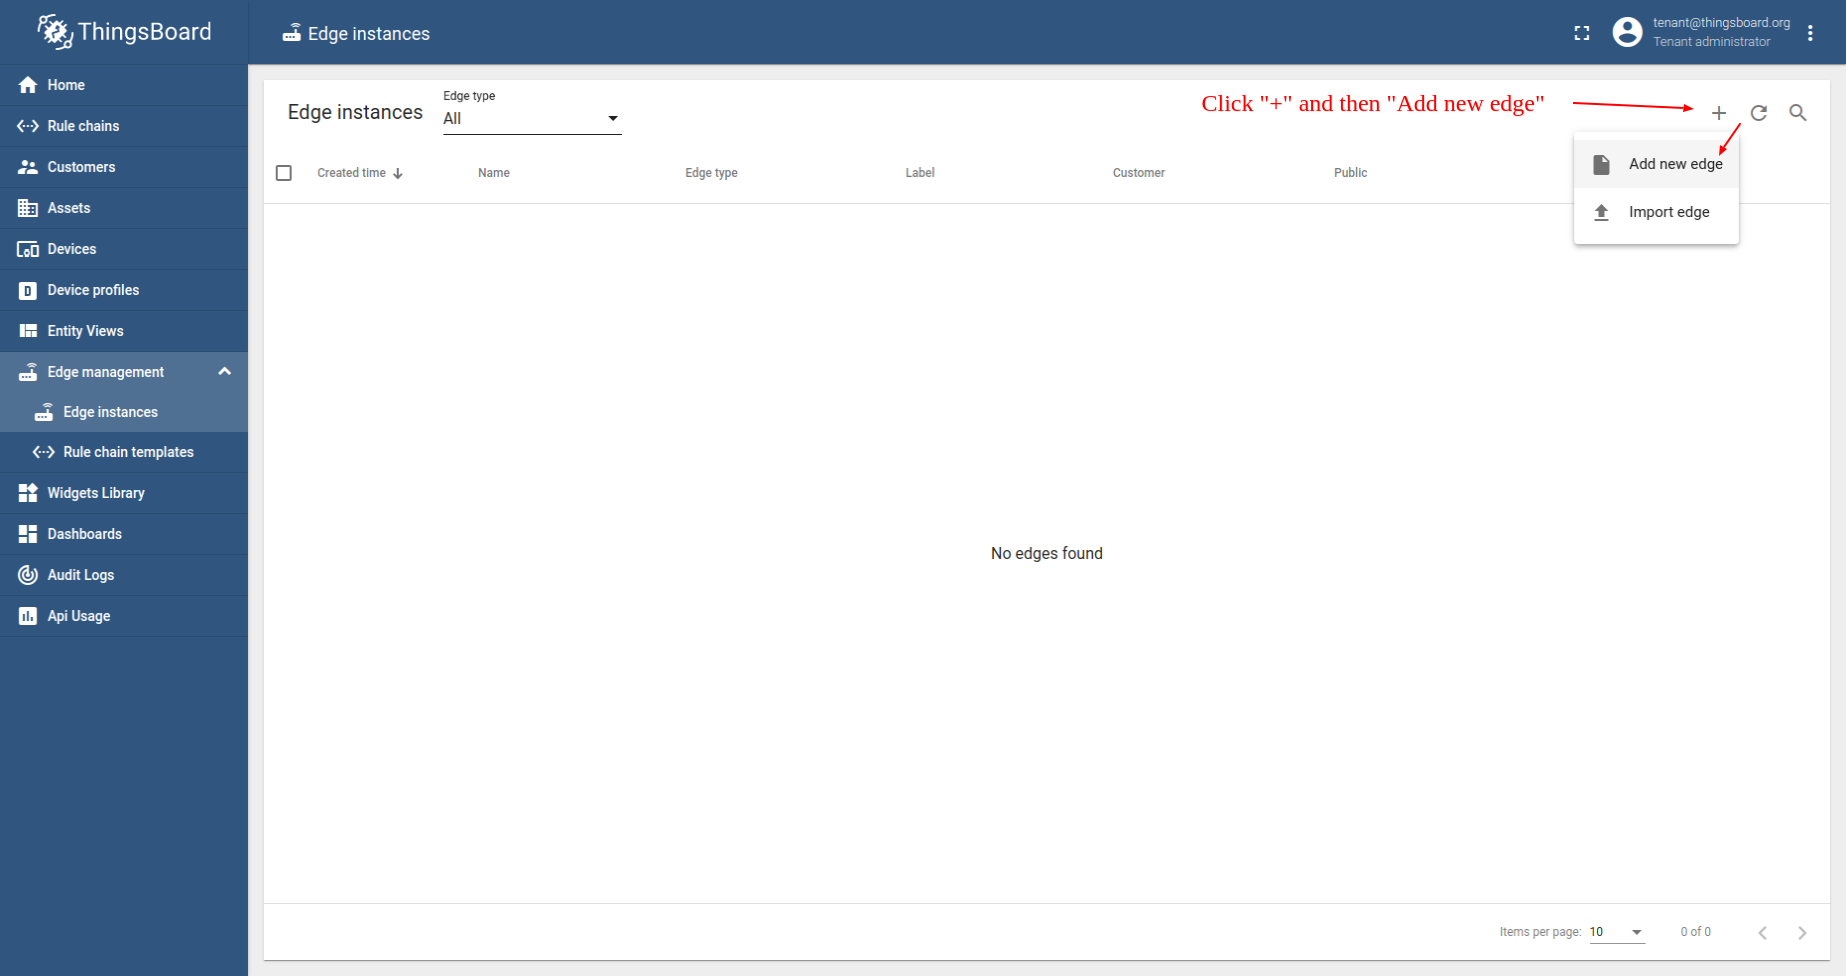 ThingsBoard
Edge instances
tenant@thingsboard.org
Tenant administrator
Home
Rule chains
Customers
Assets
Devices
Device profiles
Entity Views
Edge management
Edge instances
Rule chain templates
Widgets Library
Dashboards
Audit Logs
Api Usage
Edge instances
Edge type
All
Click "+" and then "Add new edge"
Add new edge
Import edge
Created time Name Edge type Label Customer Public
No edges found
Items per page: 10 0 of 0